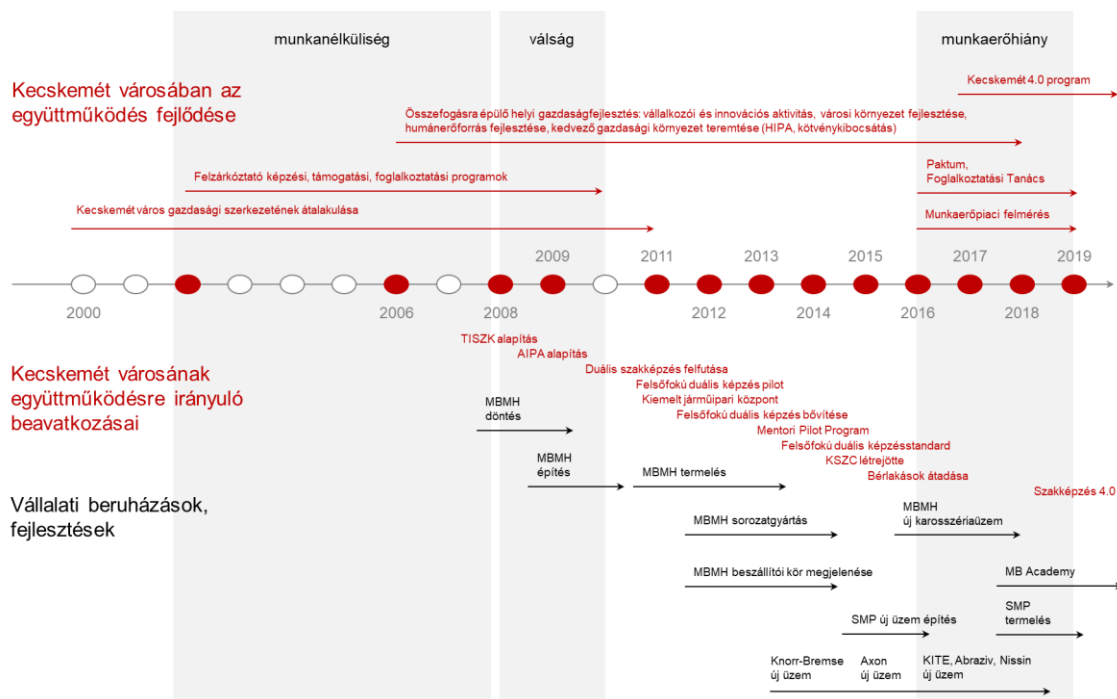 munkanélküliség
válság
munkaerőhiány
Kecskemét városában az
együttműködés fejlődése
Kecskemét 4.0 program
Összefogásra épülő helyi gazdaságfejlesztés: vállalkozói és innovációs aktivitás, városi környezet fejlesztése,
humánerőforrás fejlesztése, kedvező gazdasági környezet teremtése (HIPA, kötvénykibocsátás)
Felzárkóztató képzési, támogatási, foglalkoztatási programok
Paktum,
Foglalkoztatási Tanács
Kecskemét város gazdasági szerkezetének átalakulása
Munkaerőpiaci felmérés
2009
2011
2013
2015
2017
2019
2000
2006
2008
2012
2014
2016
2018
TISZK alapítás
AIPA alapítás
Kecskemét városának
együttműködésre irányuló
beavatkozásai
Duális szakképzés felfutása
Felsőfokú duális képzés pilot
Kiemelt járműipari központ
Felsőfokú duális képzés bővítése
Mentori Pilot Program
Felsőfokú duális képzésstandard
KSZC létrejötte
Bérlakások átadása
Szakképzés 4.0
MBMH
döntés
MBMH
építés
MBMH termelés
Vállalati beruházások,
fejlesztések
MBMH sorozatgyártás
MBMH
új karosszériaüzem
MBMH beszállítói kör megjelenése
MB Academy
SMP új üzem építés
SMP
termelés
Knorr-Bremse
új üzem
Axon
új üzem
KITE, Abraziv, Nissin
új üzem